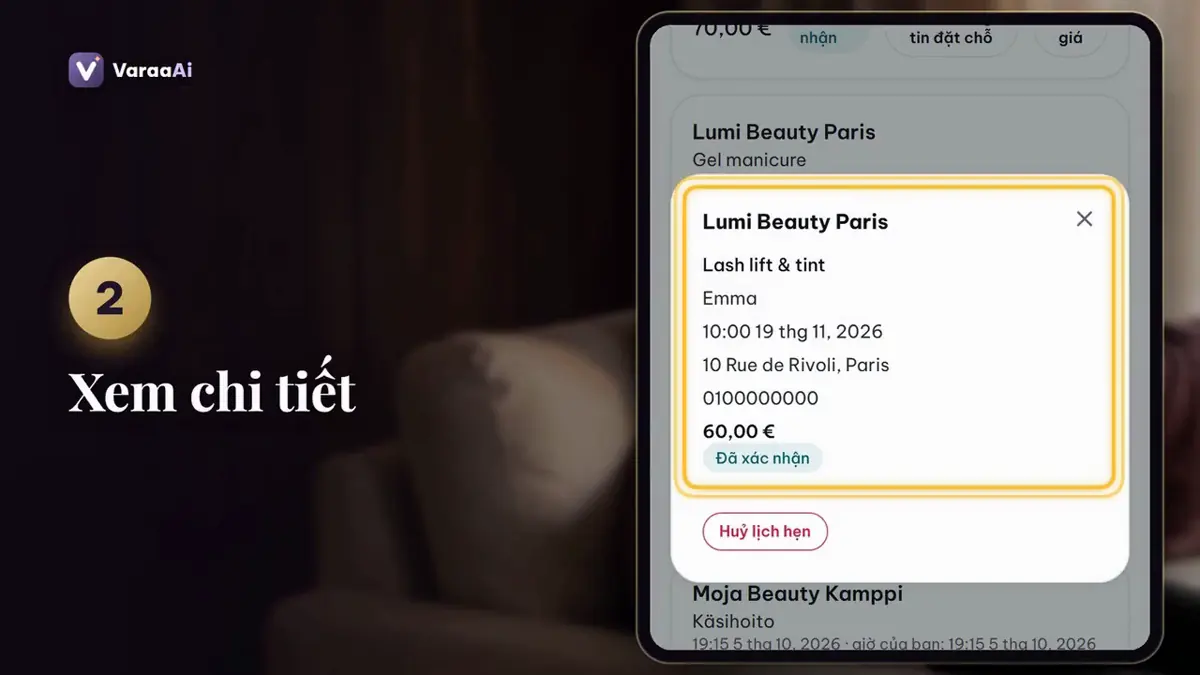 VaraaAi
2
Xem chi tiết
70,00 €
nhận
tin đặt chỗ
giá
Lumi Beauty Paris
Gel manicure
Lumi Beauty Paris
Lash lift & tint
Emma
10:00 19 thg 11, 2026
10 Rue de Rivoli, Paris
0100000000
60,00 €
Đã xác nhận
Huỷ lịch hẹn
Moja Beauty Kamppi
Käsihoito
19:15 5 thg 10, 2026 · giờ của bạn: 19:15 5 thg 10, 2026